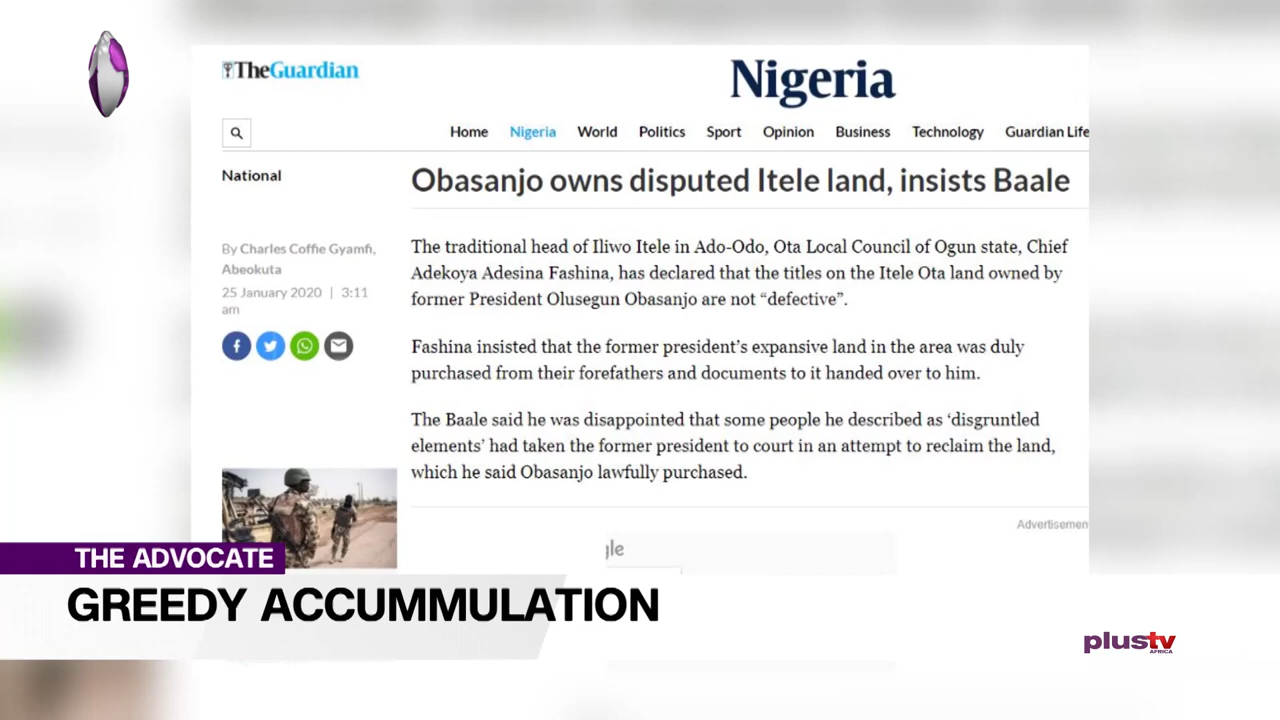 TheGuardian
Nigeria
Home Nigeria World Politics Sport Opinion Business Technology Guardian Life
National
Obasanjo owns disputed Itele land, insists Baale
By Charles Coffie Gyamfi,
Abeokuta
25 January 2020 | 3:11
am
The traditional head of Iliwo Itele in Ado-Odo, Ota Local Council of Ogun state, Chief
Adekoya Adesina Fashina, has declared that the titles on the Itele Ota land owned by
former President Olusegun Obasanjo are not “defective”.
Fashina insisted that the former president’s expansive land in the area was duly
purchased from their forefathers and documents to it handed over to him.
The Baale said he was disappointed that some people he described as ‘disgruntled
elements’ had taken the former president to court in an attempt to reclaim the land,
which he said Obasanjo lawfully purchased.
Advertisemen
gle
THE ADVOCATE
GREEDY ACCUMMULATION
plustv
AFRICA